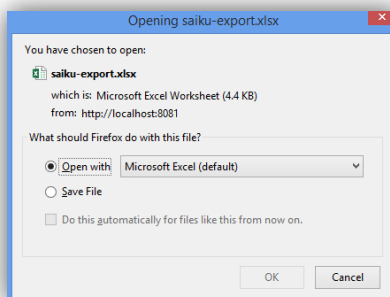 Opening saiku-export.xlsx
You have chosen to open:
saiku-export.xlsx
which is: Microsoft Excel Worksheet (4.4 KB)
from: http://localhost:8081
What should Firefox do with this file?
Open with Microsoft Excel (default)
Save File
Do this automatically for files like this from now on.
OK Cancel